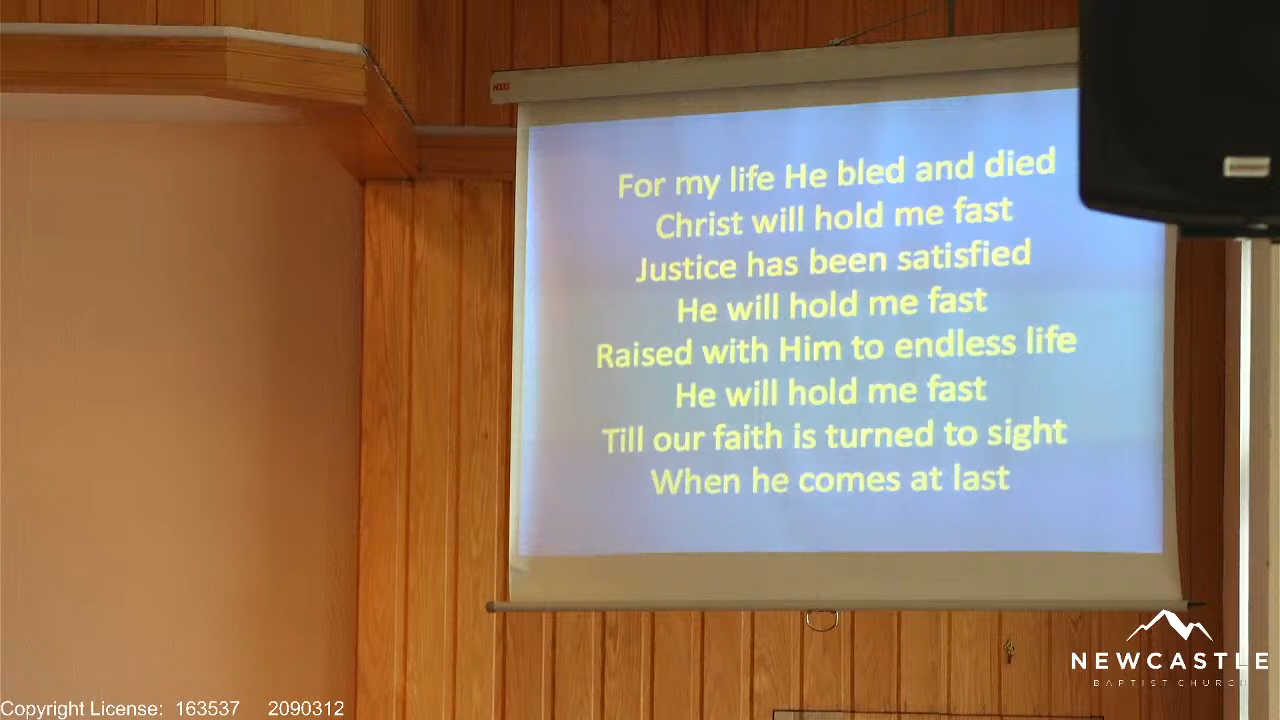 For my life He bled and died
Christ will hold me fast
Justice has been satisfied
He will hold me fast
Raised with Him to endless life
He will hold me fast
Till our faith is turned to sight
When he comes at last
NEWCASTLE
BAPTIST CHURCH
Copyright License: 163537 2090312